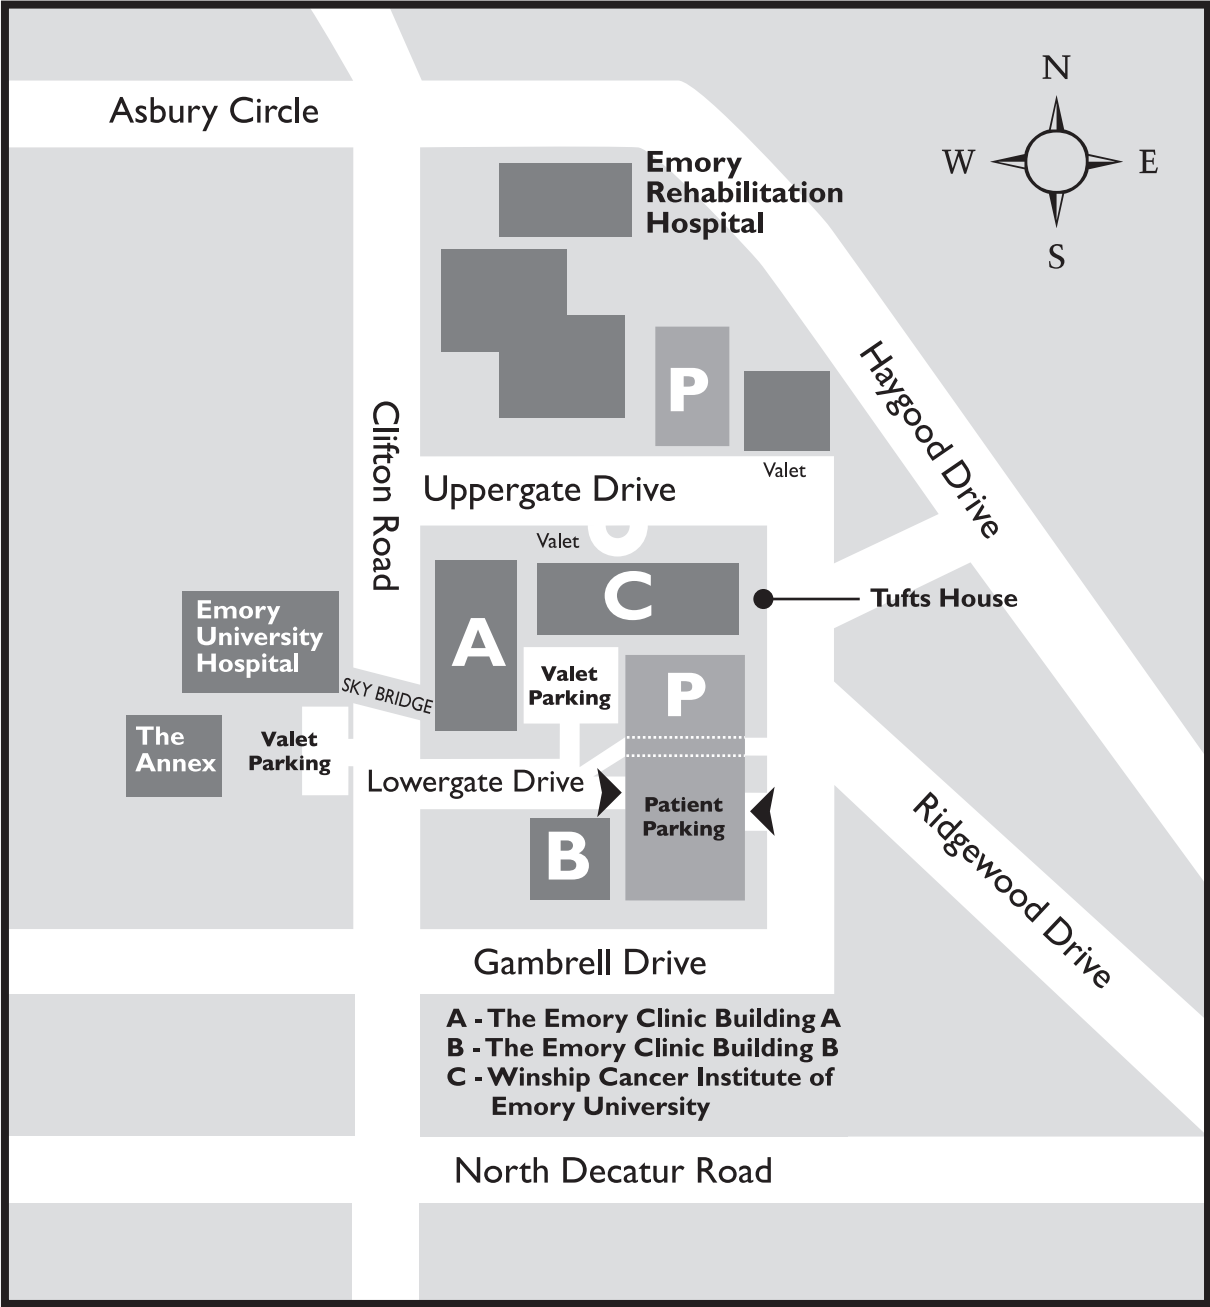 Asbury Circle
N
W
E
S
Emory
Rehabilitation
Hospital
P
Haygood Drive
Clifton Road
Uppergate Drive
Valet
Valet
C
Tufts House
Emory
University
Hospital
A
SKY BRIDGE
Valet
Parking
P
The
Annex
Valet
Parking
Lowergate Drive
Patient
Parking
B
Ridgewood Drive
Gambrell Drive
A - The Emory Clinic Building A
B - The Emory Clinic Building B
C - Winship Cancer Institute of
Emory University
North Decatur Road